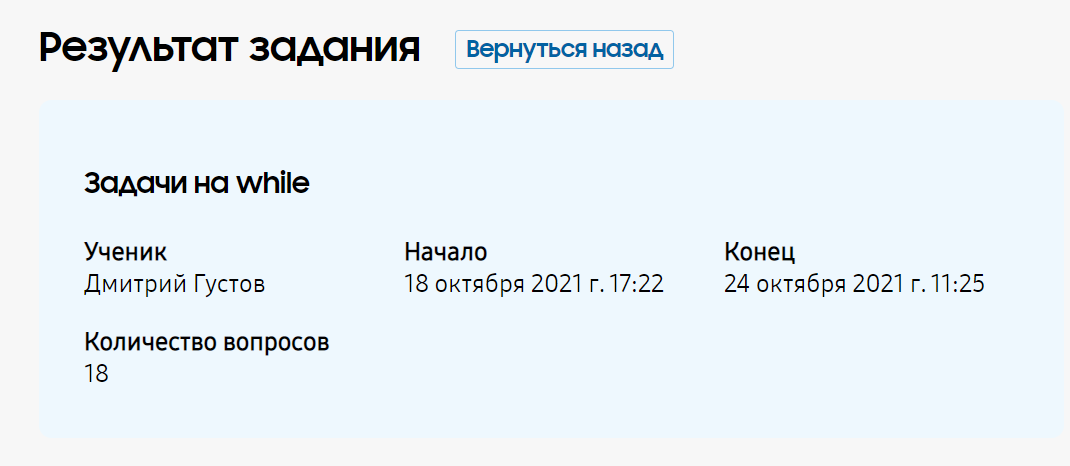 Результат задания
Вернуться назад
Задачи на while
Ученик
Дмитрий Густов
Начало
18 октября 2021 г. 17:22
Конец
24 октября 2021 г. 11:25
Количество вопросов
18